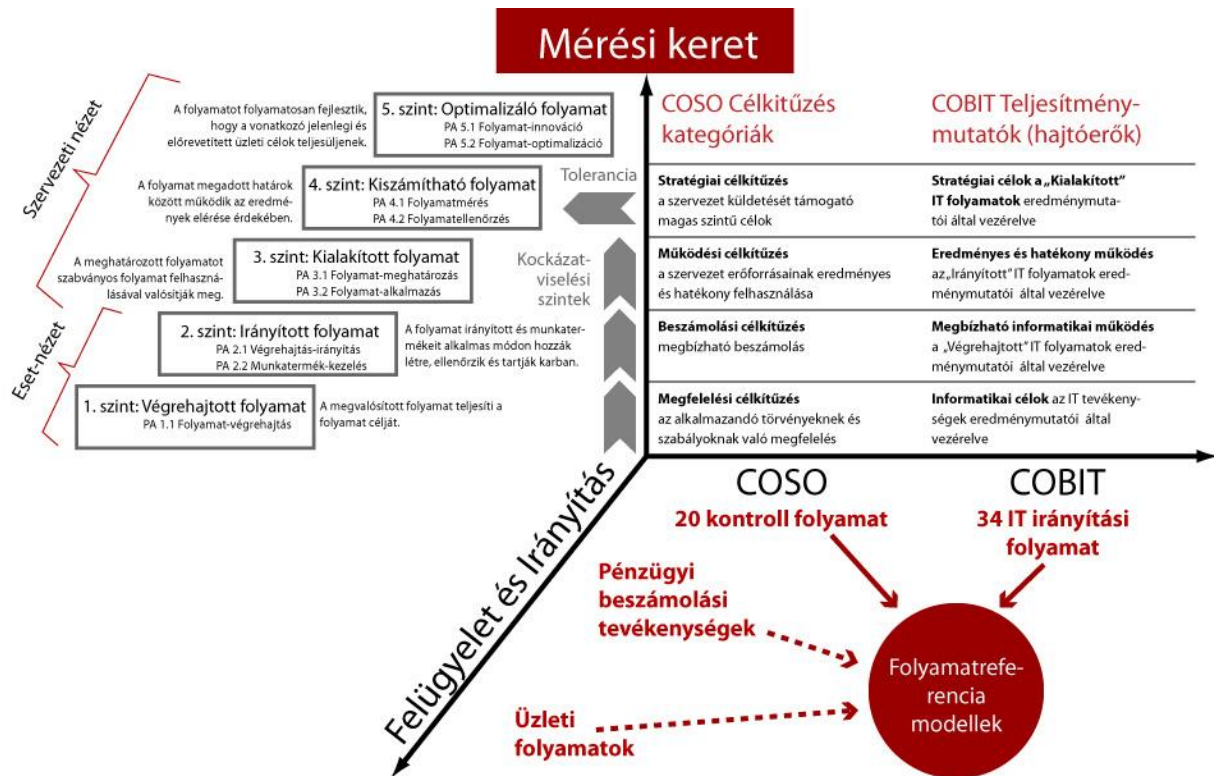 Mérési keret
Szervezeti nézet
Eset-nézet
A folyamatot folyamatosan fejlesztik,
hogy a vonatkozó jelenlegi és
előrevetített üzleti célok teljesüljenek.
5. szint: Optimalizáló folyamat
PA 5.1 Folyamat-innováció
PA 5.2 Folyamat-optimalizáció
A folyamat megadott határok
között működik az eredmé-
nyek elérése érdekében.
4. szint: Kiszámítható folyamat
PA 4.1 Folyamatmérés
PA 4.2 Folyamatellenőrzés
A meghatározott folyamatot
szabványos folyamat felhaszná-
lásával valósítják meg.
3. szint: Kialakított folyamat
PA 3.1 Folyamat-meghatározás
PA 3.2 Folyamat-alkalmazás
2. szint: Irányított folyamat
PA 2.1 Végrehajtás-irányítás
PA 2.2 Munkatermék-kezelés
A folyamat irányított és munkater-
mékeit alkalmas módon hozzák
létre, ellenőrzik és tartják karban.
1. szint: Végrehajtott folyamat
PA 1.1 Folyamat-végrehajtás
A megvalósított folyamat teljesíti a
folyamat célját.
Tolerancia
Kockázat-
viselési
szintek
COSO Célkitűzés
kategóriák
COBIT Teljesítmény-
mutatók (hajtóerők)
Stratégiai célkitűzés
a szervezet küldetését támogató
magas szintű célok
Stratégiai célok a „Kialakított”
IT folyamatok eredménymuta-
tói által vezérelve
Működési célkitűzés
a szervezet erőforrásainak eredményes
és hatékony felhasználása
Eredményes és hatékony működés
az „Irányított” IT folyamatok ered-
ménymutatói által vezérelve
Beszámolási célkitűzés
megbízható beszámolás
Megbízható informatikai működés
a „Végrehajtott” IT folyamatok ered-
ménymutatói által vezérelve
Megfelelési célkitűzés
az alkalmazandó törvényeknek és
szabályoknak való megfelelés
Informatikai célok az IT tevékeny-
ségek eredménymutatói által
vezérelve
Felügyelet és Irányítás
COSO
20 kontroll folyamat
COBIT
34 IT irányítási
folyamat
Pénzügyi
beszámolási
tevékenységek
Üzleti
folyamatok
Folyamatrefe-
rencia
modellek